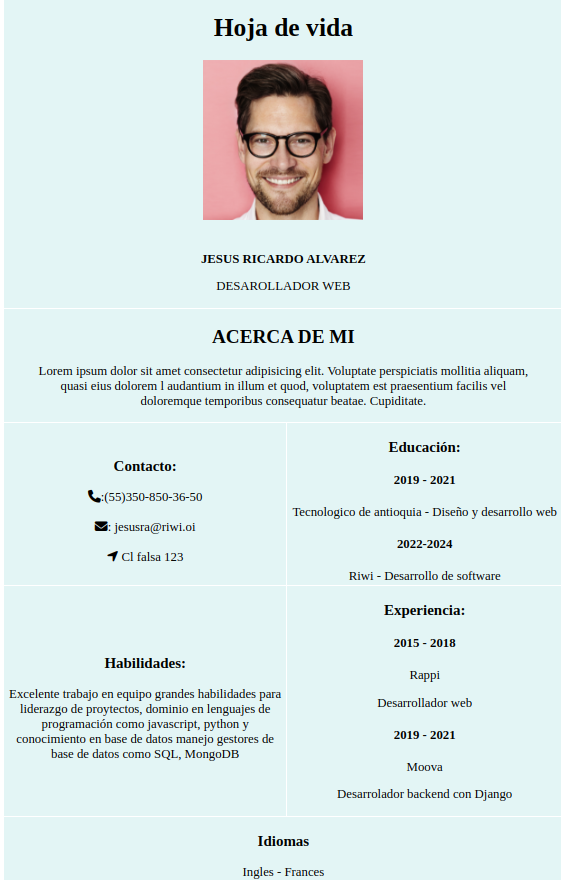 Hoja de vida
JESUS RICARDO ALVAREZ
DESAROLLADOR WEB
ACERCA DE MI
Lorem ipsum dolor sit amet consectetur adipisicing elit. Voluptate perspiciatis mollitia aliquam,
quasi eius dolorem l audantium in illum et quod, voluptatem est praesentium facilis vel
doloremque temporibus consequatur beatae. Cupiditate.
Contacto:
:(55)350-850-36-50
: jesusra@riwi.oi
Cl falsa 123
Educación:
2019 - 2021
Tecnologico de antioquia - Diseño y desarrollo web
2022-2024
Riwi - Desarrollo de software
Habilidades:
Excelente trabajo en equipo grandes habilidades para
liderazgo de proytectos, dominio en lenguajes de
programación como javascript, python y
conocimiento en base de datos manejo gestores de
base de datos como SQL, MongoDB
Experiencia:
2015 - 2018
Rappi
Desarrollador web
2019 - 2021
Moova
Desarrolador backend con Django
Idiomas
Ingles - Frances